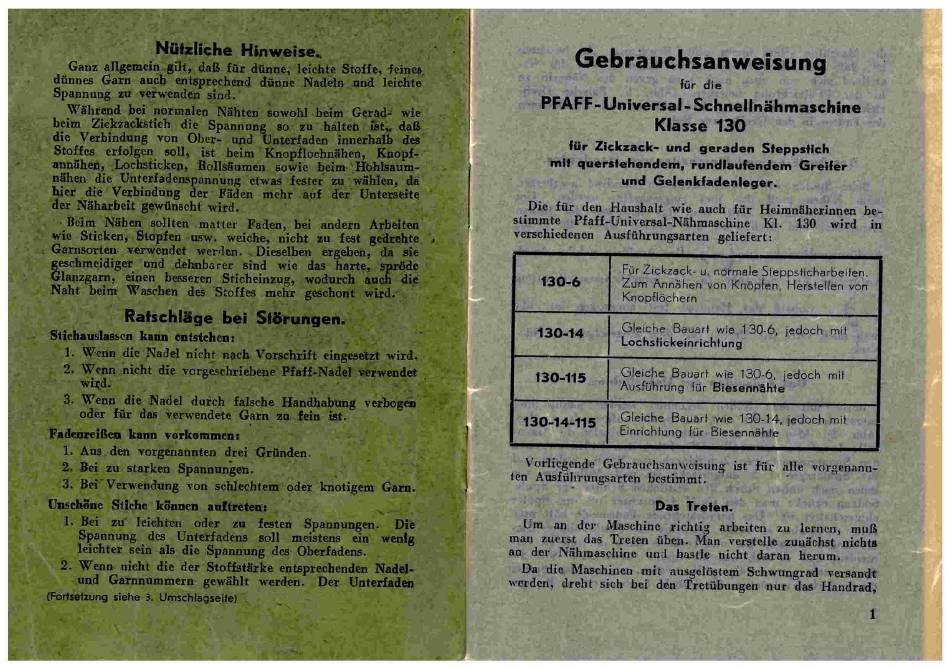 Nützliche Hinweise.
Ganz allgemein gilt, daß für dünne, leichte Stoffe, feines
dünnes Garn auch entsprechend dünne Nadeln und leichte
Spannung zu verwenden sind.
Während bei normalen Nähten sowohl beim Gerad- wie
beim Zickzackstich die Spannung so zu halten ist, daß
die Verbindung von Ober- und Unterfaden innerhalb des
Stoffes erfolgen soll, ist beim Knopflochnähen, Knopf-
annähen, Lochsticken, Rollsäumen sowie beim Hohlsaum-
nähen die Unterfadenspannung etwas fester zu wählen, da
hier die Verbindung der Fäden mehr auf der Unterseite
der Näharbeit gewünscht wird.
Beim Nähen sollten matter Faden, bei andern Arbeiten
wie Sticken, Stopfen usw. weiche, nicht zu fest gedrehte
Garnsorten verwendet werden. Dieselben ergeben, da sie
geschmeidiger und dehnbarer sind wie das harte, spröde
Glanzgarn, einen besseren Sticheinzug, wodurch auch die
Naht beim Waschen des Stoffes mehr geschont wird.
Ratschläge bei Störungen.
Stichauslassen kann entstehen:
1. Wenn die Nadel nicht nach Vorschrift eingesetzt wird.
2. Wenn nicht die vorgeschriebene Pfaff-Nadel verwendet
wird.
3. Wenn die Nadel durch falsche Handhabung verbogen
oder für das verwendete Garn zu fein ist.
Fadenreißen kann vorkommen:
1. Aus den vorgenannten drei Gründen.
2. Bei zu starken Spannungen.
3. Bei Verwendung von schlechtem oder knotigem Garn.
Unschöne Stiche können auftreten:
1. Bei zu leichten oder zu festen Spannungen. Die
Spannung des Unterfadens soll meistens ein wenig
leichter sein als die Spannung des Oberfadens.
2. Wenn nicht die der Stoffstärke entsprechenden Nadel-
und Garnnummern gewählt werden. Der Unterfaden
(Fortsetzung siehe 3. Umschlagseite)
Gebrauchsanweisung
für die
PFAFF-Universal-Schnellnähmaschine
Klasse 130
für Zickzack- und geraden Steppstich
mit querstehendem, rundlaufendem Greifer
und Gelenkfadenleger.
Die für den Haushalt wie auch für Heimnäherinnen be-
stimmte Pfaff-Universal-Nähmaschine Kl. 130 wird in
verschiedenen Ausführungsarten geliefert:
130-6 Für Zickzack- u. normale Steppsticharbeiten.
Zum Annähen von Knöpfen, Herstellen von
Knopflöchern
130-14 Gleiche Bauart wie 130-6, jedoch mit
Lochstickeinrichtung
130-115 Gleiche Bauart wie 130-6, jedoch mit
Ausführung für Biesennähte
130-14-115 Gleiche Bauart wie 130-14, jedoch mit
Einrichtung für Biesennähte
Vorliegende Gebrauchsanweisung ist für alle vorgenann-
ten Ausführungsarten bestimmt.
Das Treten.
Um an der Maschine richtig arbeiten zu lernen, muß
man zuerst das Treten üben. Man verstelle zunächst nichts
an der Nähmaschine und bastle nicht daran herum.
Da die Maschinen mit ausgelöstem Schwungrad versandt
werden, dreht sich bei den Tretübungen nur das Handrad,
1